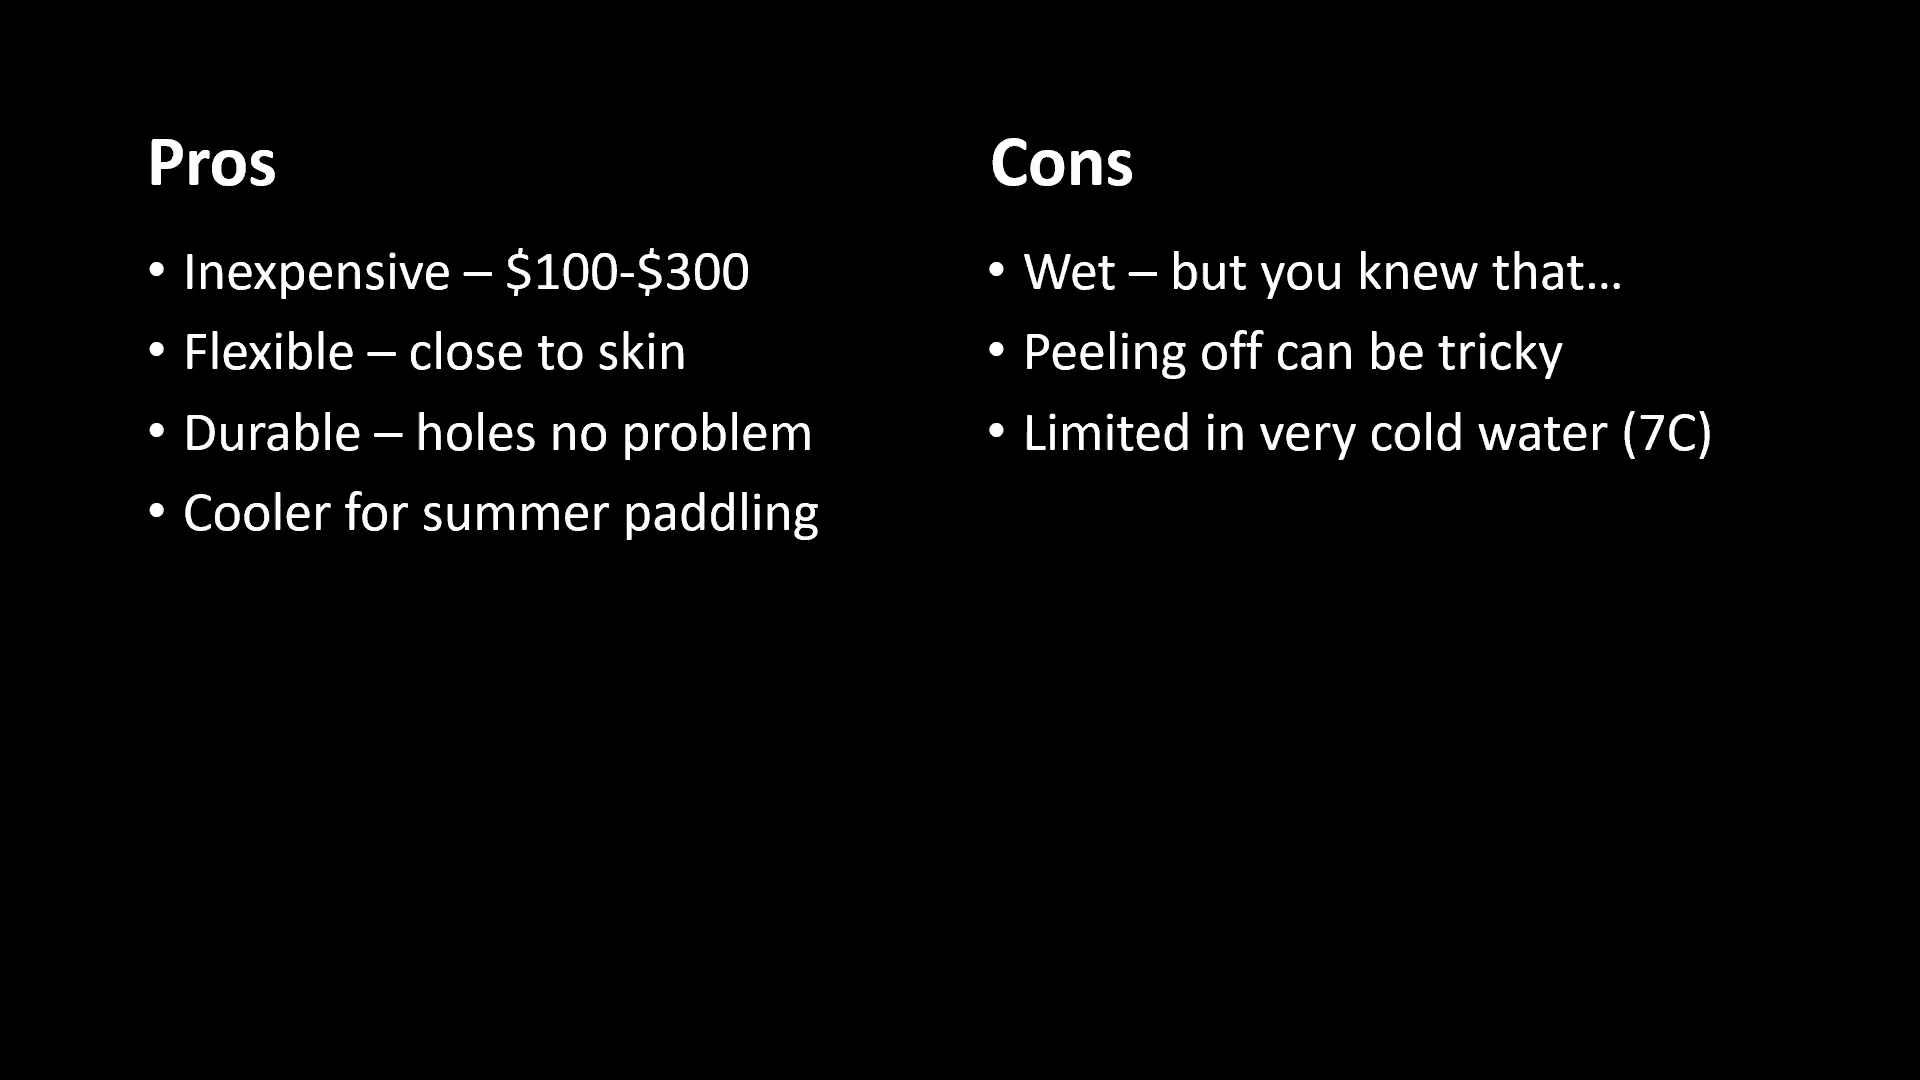 Pros
• Inexpensive – $100-$300
• Flexible – close to skin
• Durable – holes no problem
• Cooler for summer paddling
Cons
• Wet – but you knew that…
• Peeling off can be tricky
• Limited in very cold water (7C)